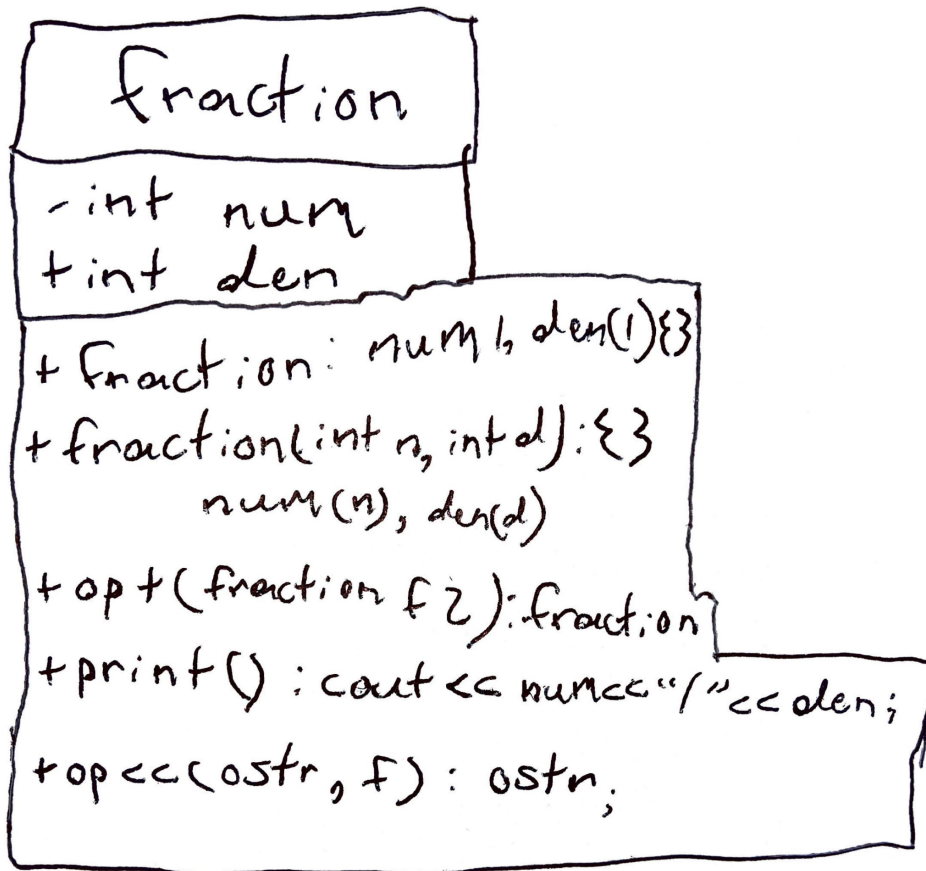 fraction
- int num
+ int den
+ fraction: num 1, den(1){}
+ fraction(int n, int d):{}
num(n), den(d)
+ op + (fraction f2):fraction
+ print() : cout << num<< "/" << den;
+ op <<(ostr, f) : ostr;